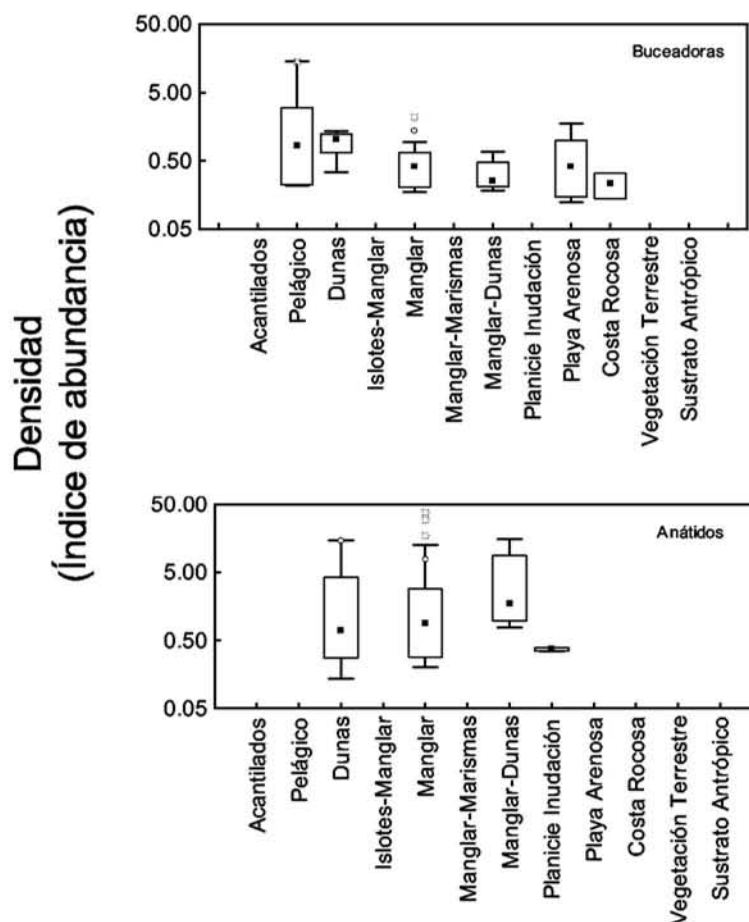 Densidad
(Índice de abundancia)
50.00
5.00
0.50
0.05
Buceadoras
Acantilados
Pelágico
Dunas
Islotes-Manglar
Manglar
Manglar-Marismas
Manglar-Dunas
Planicie Inudación
Playa Arenosa
Costa Rocosa
Vegetación Terrestre
Sustrato Antrópico
50.00
5.00
0.50
0.05
Anátidos
Acantilados
Pelágico
Dunas
Islotes-Manglar
Manglar
Manglar-Marismas
Manglar-Dunas
Planicie Inudación
Playa Arenosa
Costa Rocosa
Vegetación Terrestre
Sustrato Antrópico